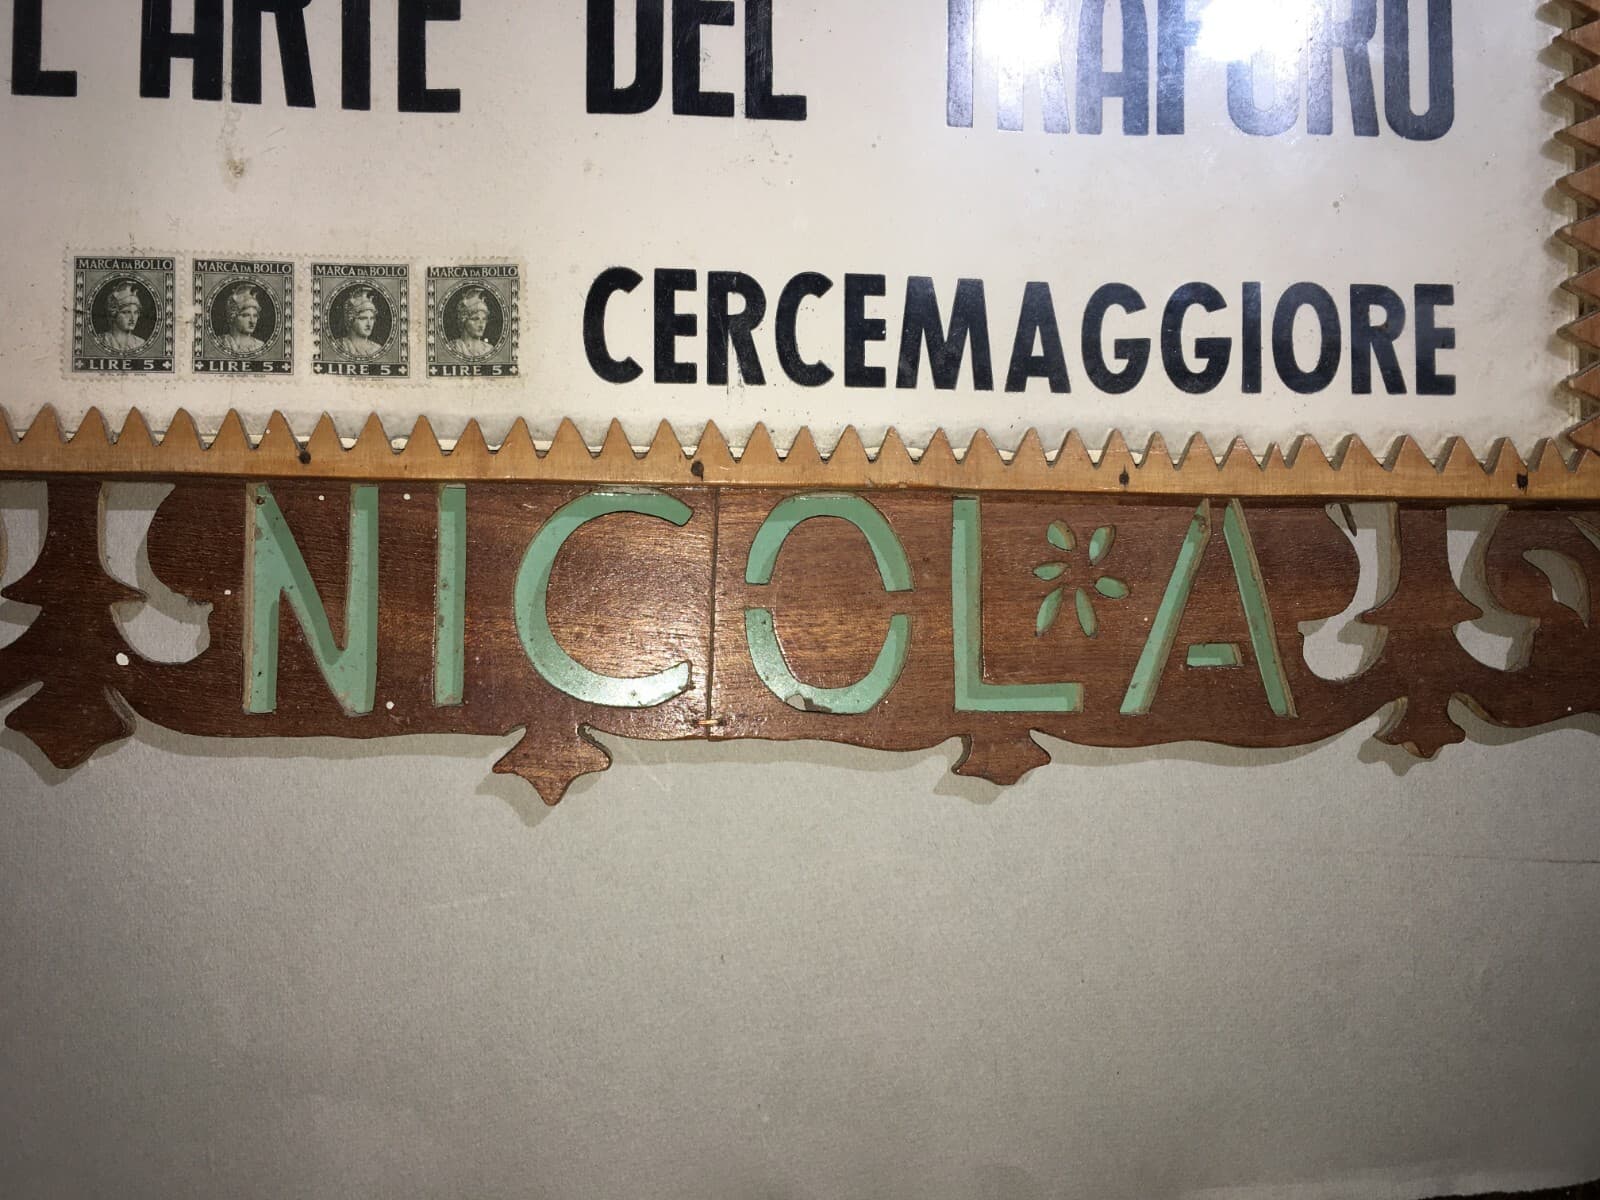 L'ARTE DEL TRAFORO
MARCA DA BOLLO MARCA DA BOLLO MARCA DA BOLLO MARCA DA BOLLO
LIRE 5 LIRE 5 LIRE 5 LIRE 5
CERCEMAGGIORE
NICOLA